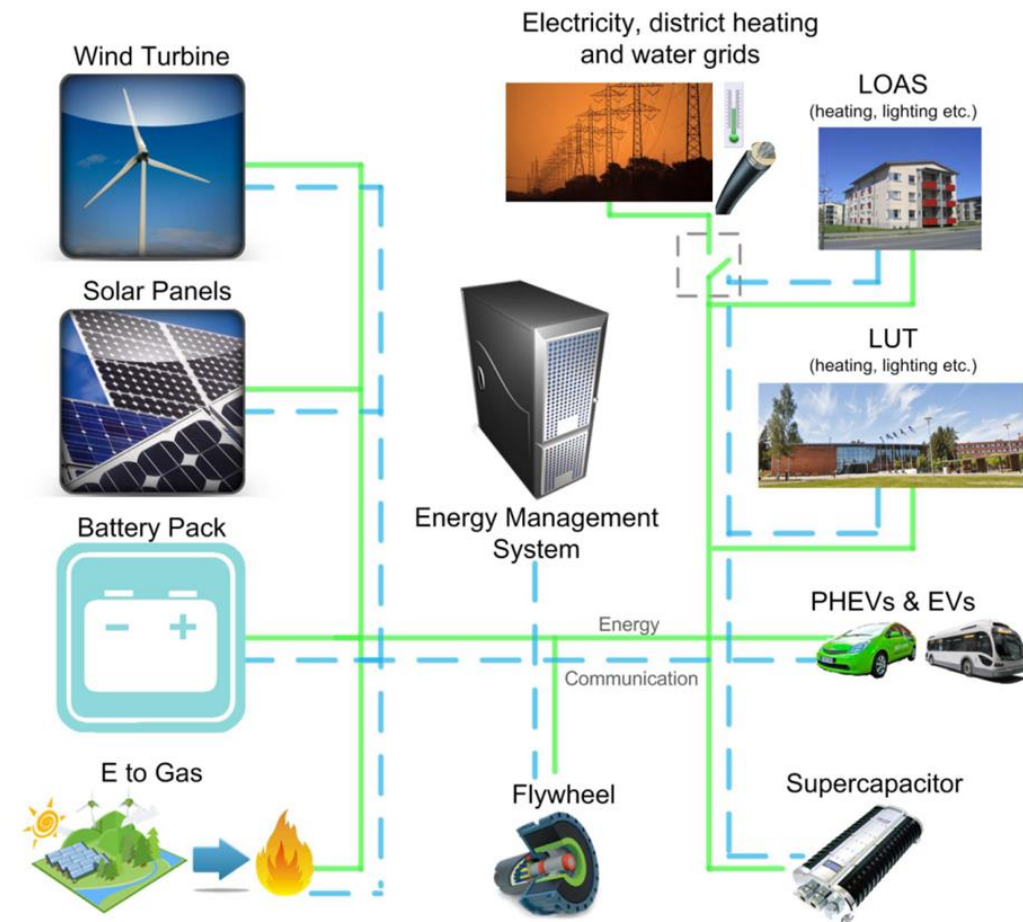 Electricity, district heating
and water grids
Wind Turbine
LOAS
(heating, lighting etc.)
Solar Panels
LUT
(heating, lighting etc.)
Battery Pack
Energy Management
System
PHEVs & EVs
Energy
Communication
E to Gas
Flywheel
Supercapacitor